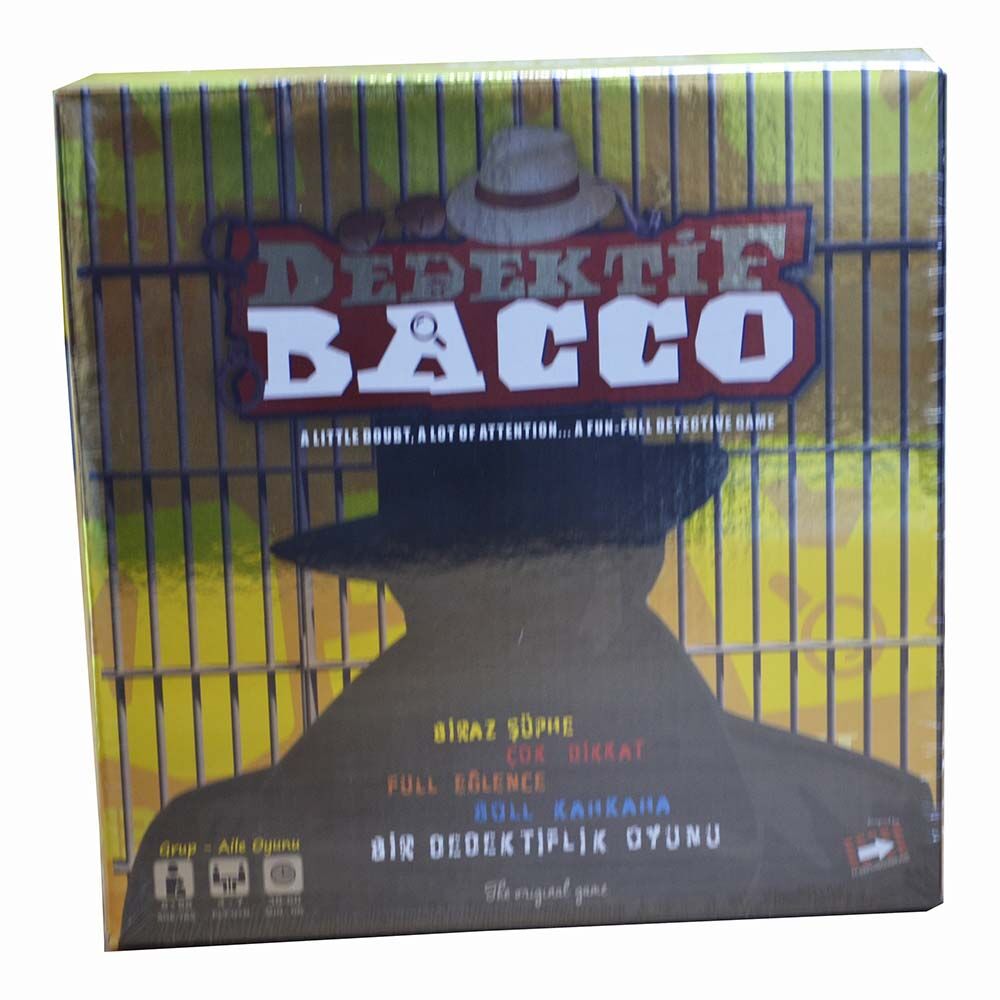 DEDEKTİF
BACCO
A LITTLE DOUBT, A LOT OF ATTENTION... A FUN-FULL DETECTIVE GAME
BİRAZ ŞÜPHE
ÇOK DİKKAT
FULL EĞLENCE
BOLL KAHKAHA
BİR DEDEKTİFLİK OYUNU
Grup - Aile Oyunu
The original game